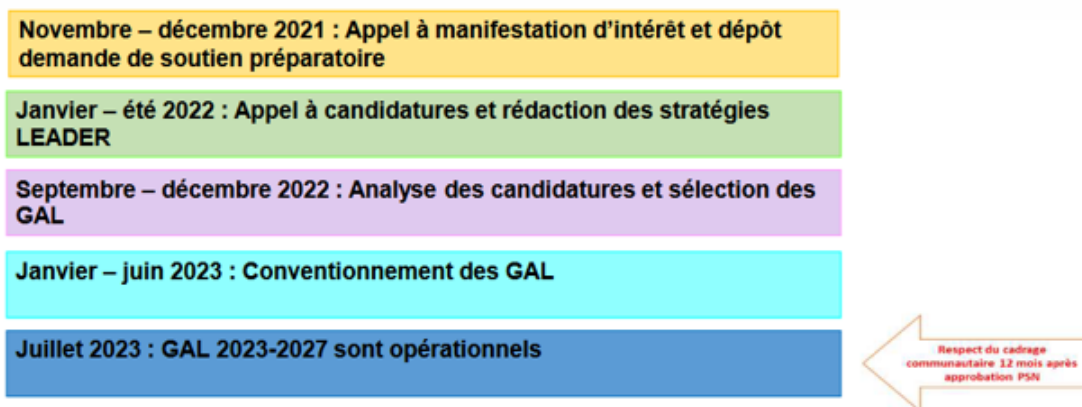 Novembre – décembre 2021 : Appel à manifestation d'intérêt et dépôt
demande de soutien préparatoire
Janvier – été 2022 : Appel à candidatures et rédaction des stratégies
LEADER
Septembre – décembre 2022 : Analyse des candidatures et sélection des
GAL
Janvier – juin 2023 : Conventionnement des GAL
Juillet 2023 : GAL 2023-2027 sont opérationnels
Respect du cadrage
communautaire 12 mois après
approbation PSN